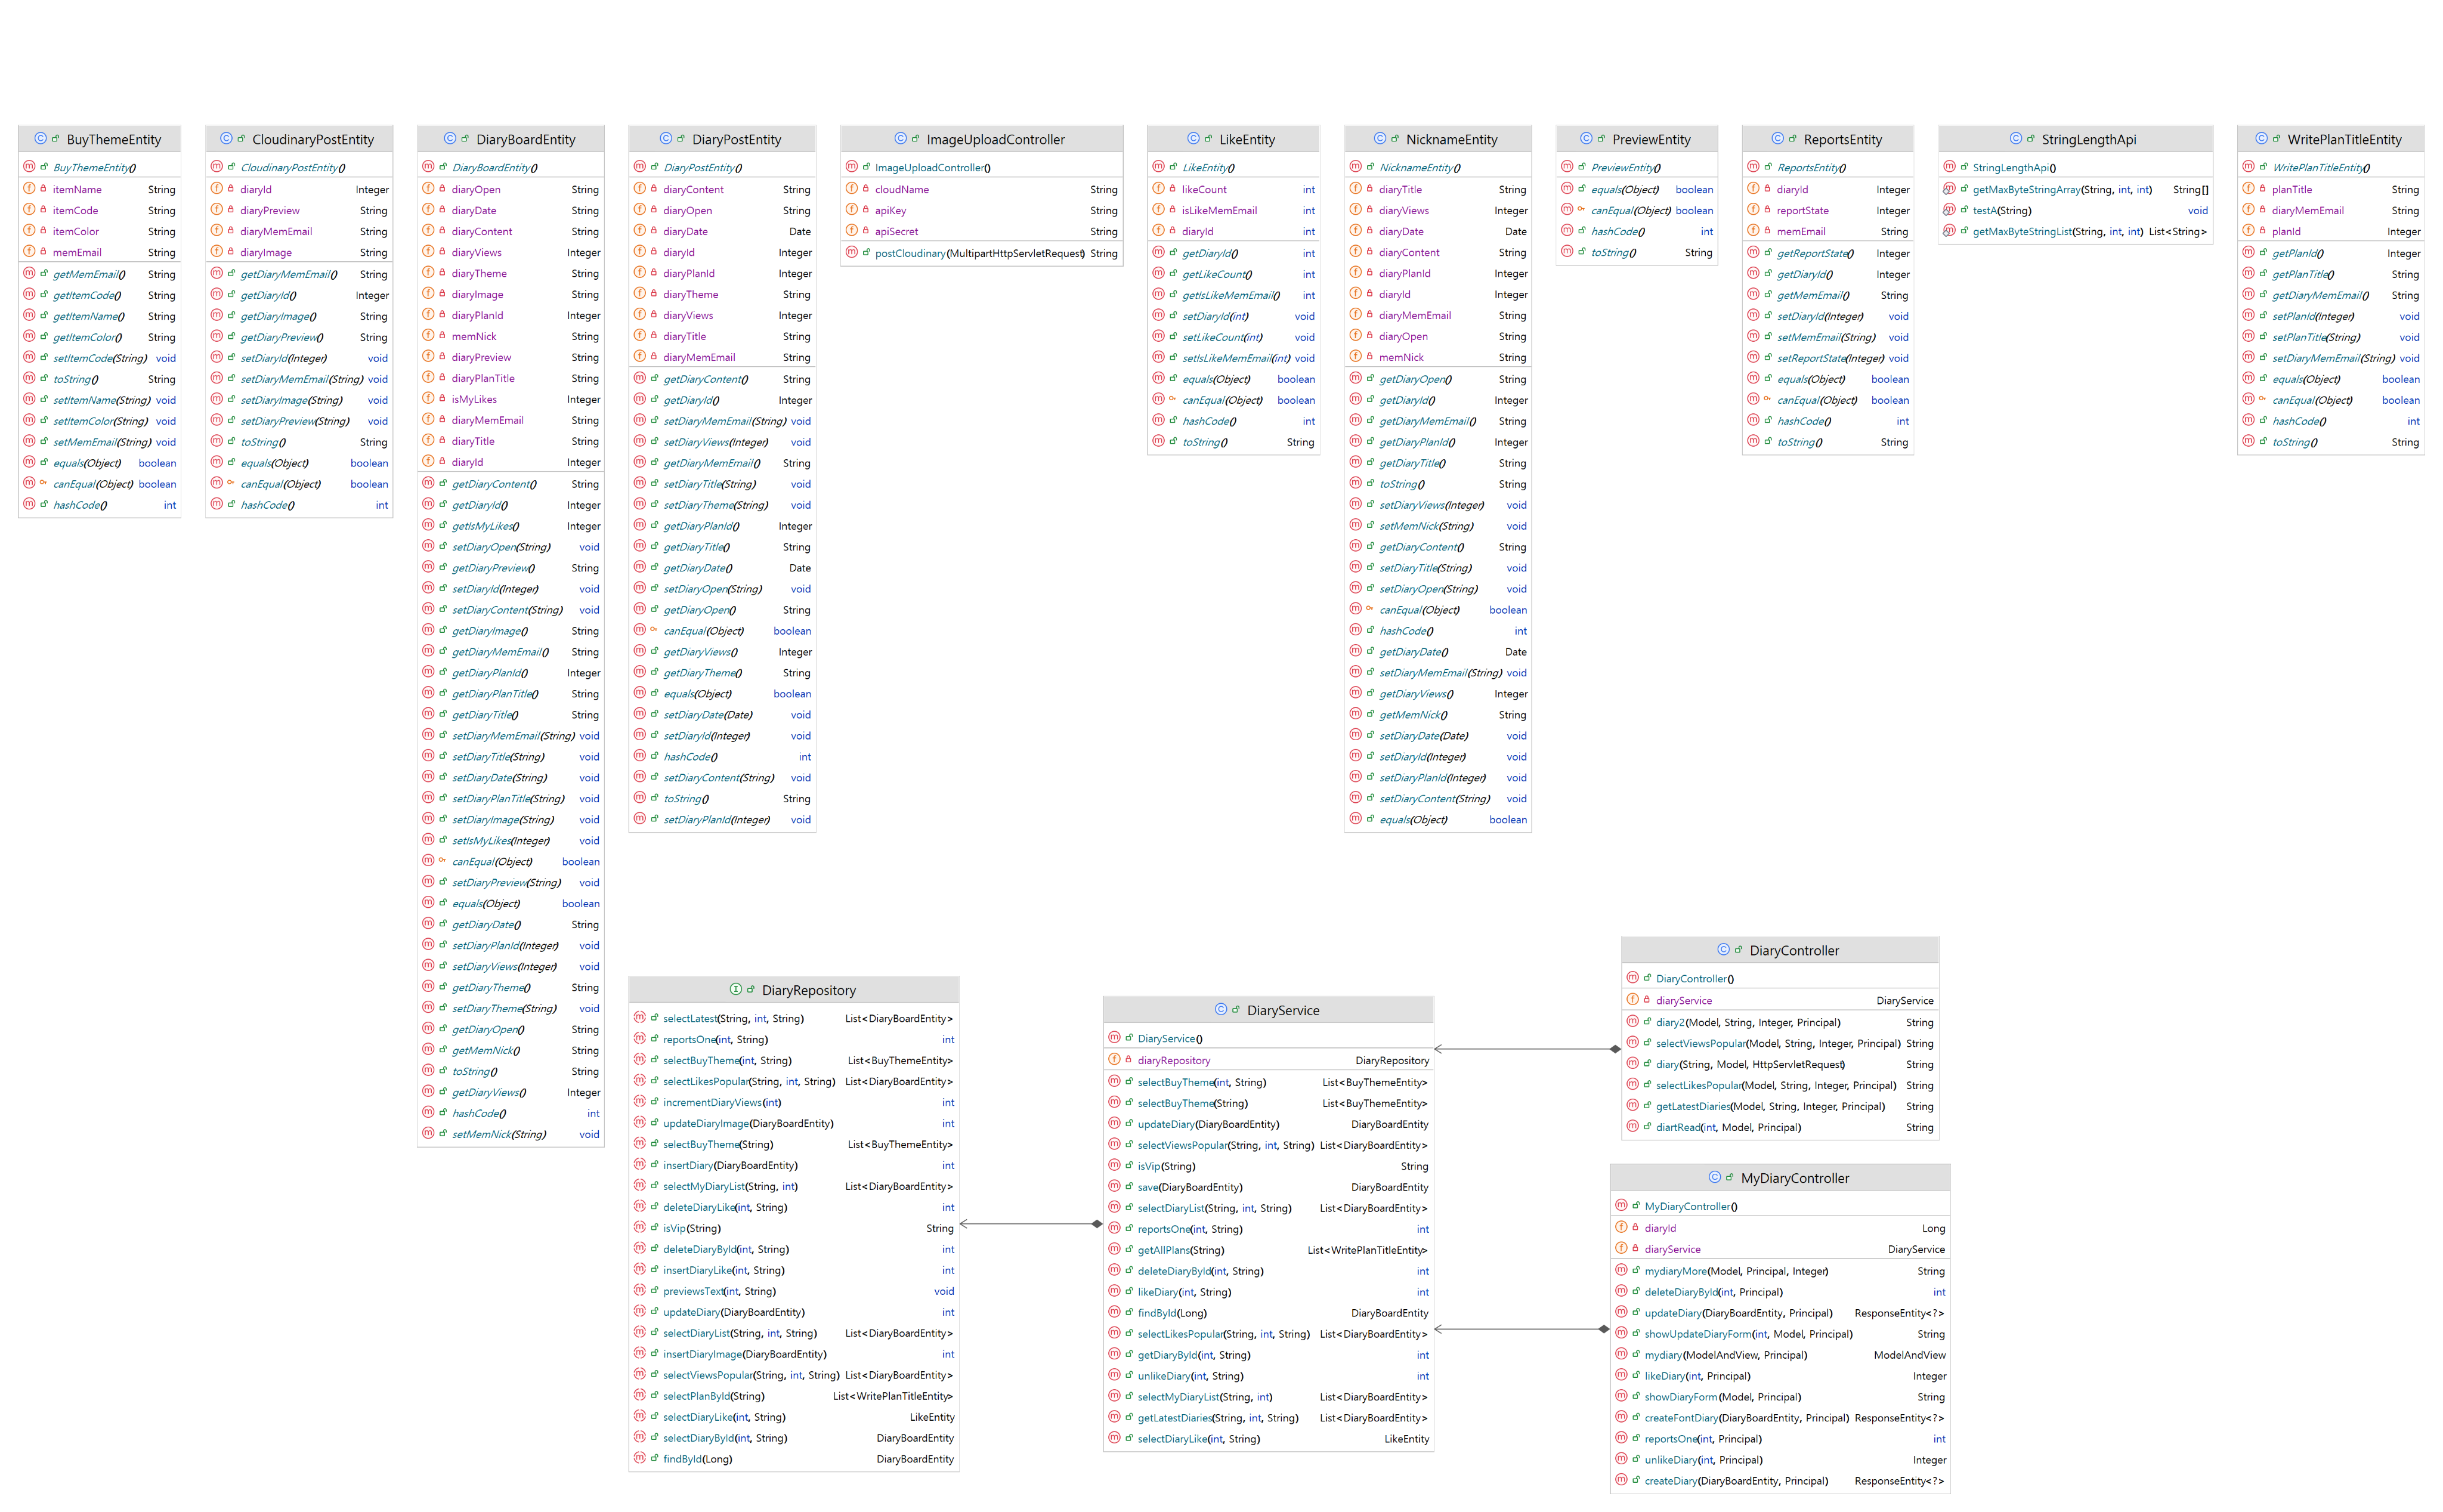 BuyThemeEntity
BuyThemeEntity()
itemName String
itemCode String
itemColor String
memEmail String
getMemEmail() String
getItemCode() String
getItemName() String
getItemColor() String
setItemCode(String) void
toString() String
setItemName(String) void
setItemColor(String) void
setMemEmail(String) void
equals(Object) boolean
canEqual(Object) boolean
hashCode() int
CloudinaryPostEntity
CloudinaryPostEntity()
diaryId Integer
diaryPreview String
diaryMemEmail String
diaryImage String
getDiaryMemEmail() String
getDiaryId() Integer
getDiaryImage() String
getDiaryPreview() String
setDiaryId(Integer) void
setDiaryMemEmail(String) void
setDiaryImage(String) void
setDiaryPreview(String) void
toString() String
equals(Object) boolean
canEqual(Object) boolean
hashCode() int
DiaryBoardEntity
DiaryBoardEntity()
diaryOpen String
diaryDate String
diaryContent String
diaryViews Integer
diaryTheme String
diaryImage String
diaryPlanId Integer
memNick String
diaryPreview String
diaryPlanTitle String
isMyLikes Integer
diaryMemEmail String
diaryTitle String
diaryId Integer
getDiaryContent() String
getDiaryId() Integer
getIsMyLikes() Integer
setDiaryOpen(String) void
getDiaryPreview() String
setDiaryId(Integer) void
setDiaryContent(String) void
getDiaryImage() String
getDiaryMemEmail() String
getDiaryPlanId() Integer
getDiaryPlanTitle() String
getDiaryTitle() String
setDiaryMemEmail(String) void
setDiaryTitle(String) void
setDiaryDate(String) void
setDiaryPlanTitle(String) void
setDiaryImage(String) void
setIsMyLikes(Integer) void
canEqual(Object) boolean
setDiaryPreview(String) void
equals(Object) boolean
getDiaryDate() String
setDiaryPlanId(Integer) void
setDiaryViews(Integer) void
getDiaryTheme() String
setDiaryTheme(String) void
getDiaryOpen() String
getMemNick() String
toString() String
getDiaryViews() Integer
hashCode() int
setMemNick(String) void
DiaryPostEntity
DiaryPostEntity()
diaryContent String
diaryOpen String
diaryDate Date
diaryId Integer
diaryPlanId Integer
diaryTheme String
diaryViews Integer
diaryTitle String
diaryMemEmail String
getDiaryContent() String
getDiaryId() Integer
setDiaryMemEmail(String) void
setDiaryViews(Integer) void
getDiaryMemEmail() String
setDiaryTitle(String) void
setDiaryTheme(String) void
getDiaryPlanId() Integer
getDiaryTitle() String
getDiaryDate() Date
setDiaryOpen(String) void
getDiaryOpen() String
canEqual(Object) boolean
getDiaryViews() Integer
getDiaryTheme() String
equals(Object) boolean
setDiaryDate(Date) void
setDiaryId(Integer) void
hashCode() int
setDiaryContent(String) void
toString() String
setDiaryPlanId(Integer) void
ImageUploadController
ImageUploadController()
cloudName String
apiKey String
apiSecret String
postCloudinary(MultipartHttpServletRequest) String
LikeEntity
LikeEntity()
likeCount int
isLikeMemEmail int
diaryId int
getDiaryId() int
getLikeCount() int
getIsLikeMemEmail() int
setDiaryId(int) void
setLikeCount(int) void
setIsLikeMemEmail(int) void
equals(Object) boolean
canEqual(Object) boolean
hashCode() int
toString() String
NicknameEntity
NicknameEntity()
diaryTitle String
diaryViews Integer
diaryDate Date
diaryContent String
diaryPlanId Integer
diaryId Integer
diaryMemEmail String
diaryOpen String
memNick String
getDiaryOpen() String
getDiaryId() Integer
getDiaryMemEmail() String
getDiaryPlanId() Integer
getDiaryTitle() String
toString() String
setDiaryViews(Integer) void
setMemNick(String) void
getDiaryContent() String
setDiaryTitle(String) void
setDiaryOpen(String) void
canEqual(Object) boolean
hashCode() int
getDiaryDate() Date
setDiaryMemEmail(String) void
getDiaryViews() Integer
getMemNick() String
setDiaryDate(Date) void
setDiaryId(Integer) void
setDiaryPlanId(Integer) void
setDiaryContent(String) void
equals(Object) boolean
PreviewEntity
PreviewEntity()
equals(Object) boolean
canEqual(Object) boolean
hashCode() int
toString() String
ReportsEntity
ReportsEntity()
diaryId Integer
reportState Integer
memEmail String
getReportState() Integer
getDiaryId() Integer
getMemEmail() String
setDiaryId(Integer) void
setMemEmail(String) void
setReportState(Integer) void
equals(Object) boolean
canEqual(Object) boolean
hashCode() int
toString() String
StringLengthApi
StringLengthApi()
getMaxByteStringArray(String, int, int) String[]
testA(String) void
getMaxByteStringList(String, int, int) List<String>
WritePlanTitleEntity
WritePlanTitleEntity()
planTitle String
diaryMemEmail String
planId Integer
getPlanId() Integer
getPlanTitle() String
getDiaryMemEmail() String
setPlanId(Integer) void
setPlanTitle(String) void
setDiaryMemEmail(String) void
equals(Object) boolean
canEqual(Object) boolean
hashCode() int
toString() String
DiaryRepository
selectLatest(String, int, String) List<DiaryBoardEntity>
reportsOne(int, String) int
selectBuyTheme(int, String) List<BuyThemeEntity>
selectLikesPopular(String, int, String) List<DiaryBoardEntity>
incrementDiaryViews(int) int
updateDiaryImage(DiaryBoardEntity) int
selectBuyTheme(String) List<BuyThemeEntity>
insertDiary(DiaryBoardEntity) int
selectMyDiaryList(String, int) List<DiaryBoardEntity>
deleteDiaryLike(int, String) int
isVip(String) String
deleteDiaryById(int, String) int
insertDiaryLike(int, String) int
previewsText(int, String) void
updateDiary(DiaryBoardEntity) int
selectDiaryList(String, int, String) List<DiaryBoardEntity>
insertDiaryImage(DiaryBoardEntity) int
selectViewsPopular(String, int, String) List<DiaryBoardEntity>
selectPlanById(String) List<WritePlanTitleEntity>
selectDiaryLike(int, String) LikeEntity
selectDiaryById(int, String) DiaryBoardEntity
findById(Long) DiaryBoardEntity
DiaryService
DiaryService()
diaryRepository DiaryRepository
selectBuyTheme(int, String) List<BuyThemeEntity>
selectBuyTheme(String) List<BuyThemeEntity>
updateDiary(DiaryBoardEntity) DiaryBoardEntity
selectViewsPopular(String, int, String) List<DiaryBoardEntity>
isVip(String) String
save(DiaryBoardEntity) DiaryBoardEntity
selectDiaryList(String, int, String) List<DiaryBoardEntity>
reportsOne(int, String) int
getAllPlans(String) List<WritePlanTitleEntity>
deleteDiaryById(int, String) int
likeDiary(int, String) int
findById(Long) DiaryBoardEntity
selectLikesPopular(String, int, String) List<DiaryBoardEntity>
getDiaryById(int, String) int
unlikeDiary(int, String) int
selectMyDiaryList(String, int) List<DiaryBoardEntity>
getLatestDiaries(String, int, String) List<DiaryBoardEntity>
selectDiaryLike(int, String) LikeEntity
DiaryController
DiaryController()
diaryService DiaryService
diary2(Model, String, Integer, Principal) String
selectViewsPopular(Model, String, Integer, Principal) String
diary(String, Model, HttpServletRequest) String
selectLikesPopular(Model, String, Integer, Principal) String
getLatestDiaries(Model, String, Integer, Principal) String
diartRead(int, Model, Principal) String
MyDiaryController
MyDiaryController()
diaryId Long
diaryService DiaryService
mydiaryMore(Model, Principal, Integer) String
deleteDiaryById(int, Principal) int
updateDiary(DiaryBoardEntity, Principal) ResponseEntity<?>
showUpdateDiaryForm(int, Model, Principal) String
mydiary(ModelAndView, Principal) ModelAndView
likeDiary(int, Principal) Integer
showDiaryForm(Model, Principal) String
createFontDiary(DiaryBoardEntity, Principal) ResponseEntity<?>
reportsOne(int, Principal) int
unlikeDiary(int, Principal) Integer
createDiary(DiaryBoardEntity, Principal) ResponseEntity<?>